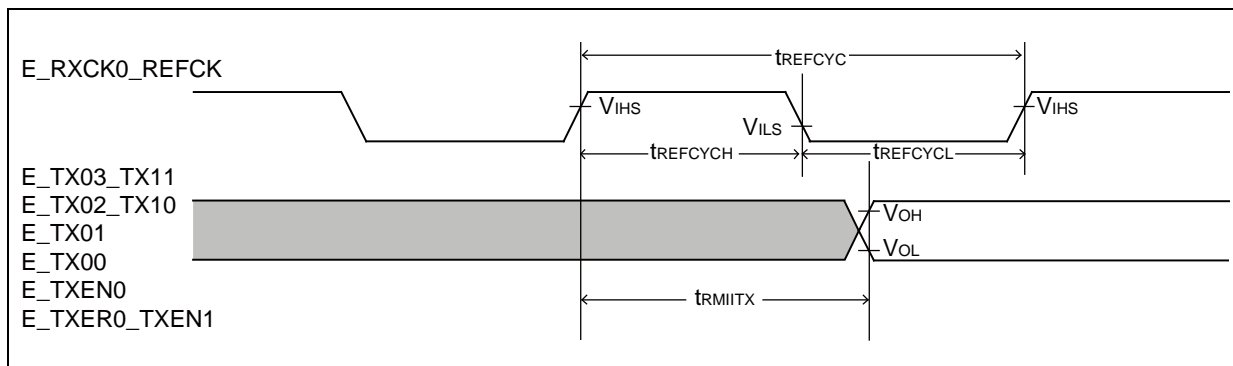 tREFCYC
E_RXCK0_REFCK
VIHS
VIHS
VILS
tREFCYCH
tREFCYCL
E_TX03_TX11
E_TX02_TX10
VOH
E_TX01
VOL
E_TX00
E_TXEN0
tRMIITX
E_TXER0_TXEN1